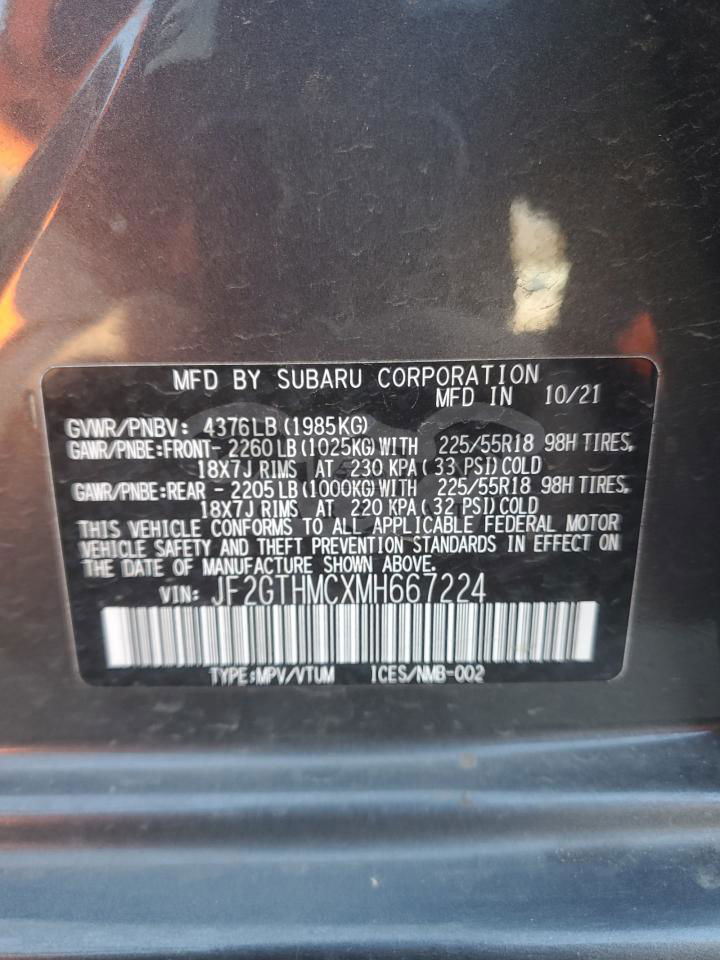 MFD BY SUBARU CORPORATION
MFD IN 10/21
GVWR/PNBV: 4376LB (1985KG)
GAWR/PNBE:FRONT- 2260LB (1025KG) WITH 225/55R18 98H TIRES,
18X7J RIMS AT 230 KPA (33 PSI) COLD
GAWR/PNBE:REAR - 2205LB (1000KG) WITH 225/55R18 98H TIRES,
18X7J RIMS AT 220 KPA (32 PSI) COLD
THIS VEHICLE CONFORMS TO ALL APPLICABLE FEDERAL MOTOR
VEHICLE SAFETY AND THEFT PREVENTION STANDARDS IN EFFECT ON
THE DATE OF MANUFACTURE SHOWN ABOVE.
VIN: JF2GTHMCXMH667224
TYPE:MPV/VTUM ICES/NMB-002